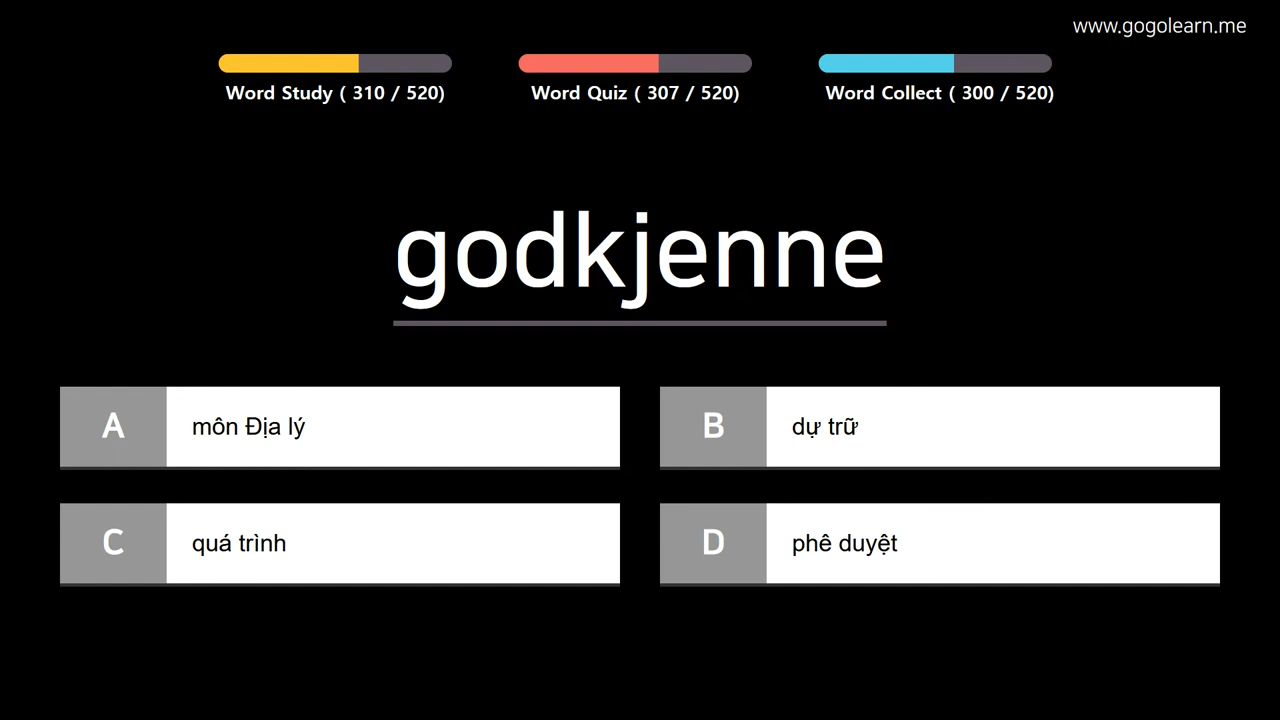 www.gogolearn.me
Word Study ( 310 / 520)
Word Quiz ( 307 / 520)
Word Collect ( 300 / 520)
godkjenne
A
môn Địa lý
B
dự trữ
C
quá trình
D
phê duyệt